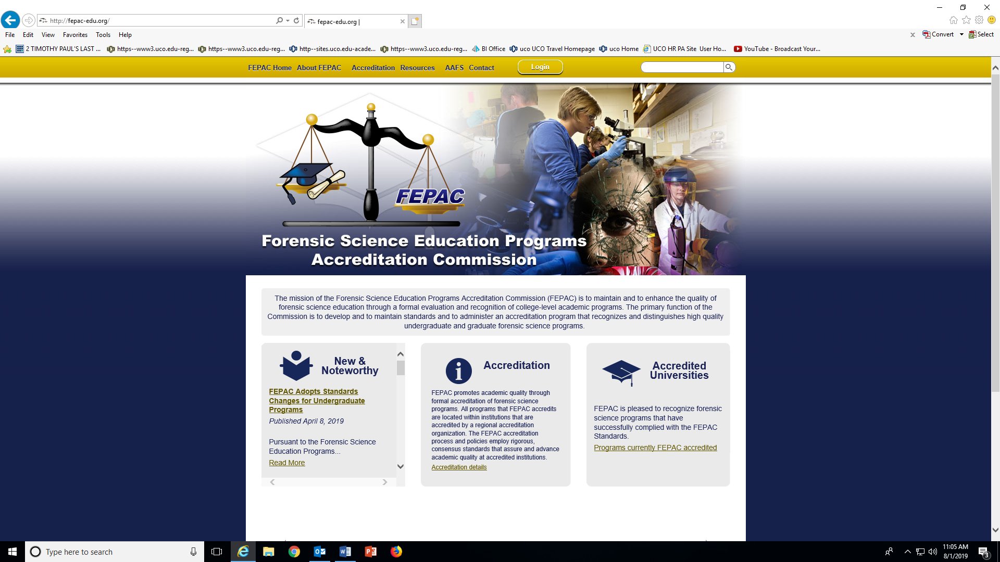 http://fepac-edu.org/
fepac-edu.org |
File Edit View Favorites Tools Help
Convert Select
2 TIMOTHY PAUL'S LAST ... https--www3.uco.edu-reg... https--www3.uco.edu-reg... http--sites.uco.edu-acade... https--www3.uco.edu-reg... BI Office uco UCO Travel Homepage uco Home UCO HR PA Site User Ho... YouTube - Broadcast Your...
FEPAC Home About FEPAC Accreditation Resources AAFS Contact Login
FEPAC
Forensic Science Education Programs
Accreditation Commission
The mission of the Forensic Science Education Programs Accreditation Commission (FEPAC) is to maintain and to enhance the quality of
forensic science education through a formal evaluation and recognition of college-level academic programs. The primary function of the
Commission is to develop and to maintain standards and to administer an accreditation program that recognizes and distinguishes high quality
undergraduate and graduate forensic science programs.
New &
Noteworthy
FEPAC Adopts Standards
Changes for Undergraduate
Programs
Published April 8, 2019
Pursuant to the Forensic Science
Education Programs...
Read More
Accreditation
FEPAC promotes academic quality through
formal accreditation of forensic science
programs. All programs that FEPAC accredits
are located within institutions that are
accredited by a regional accreditation
organization. The FEPAC accreditation
process and policies employ rigorous,
consensus standards that assure and advance
academic quality at accredited institutions.
Accreditation details
Accredited
Universities
FEPAC is pleased to recognize forensic
science programs that have
successfully complied with the FEPAC
Standards.
Programs currently FEPAC accredited
Type here to search
11:05 AM
8/1/2019
3